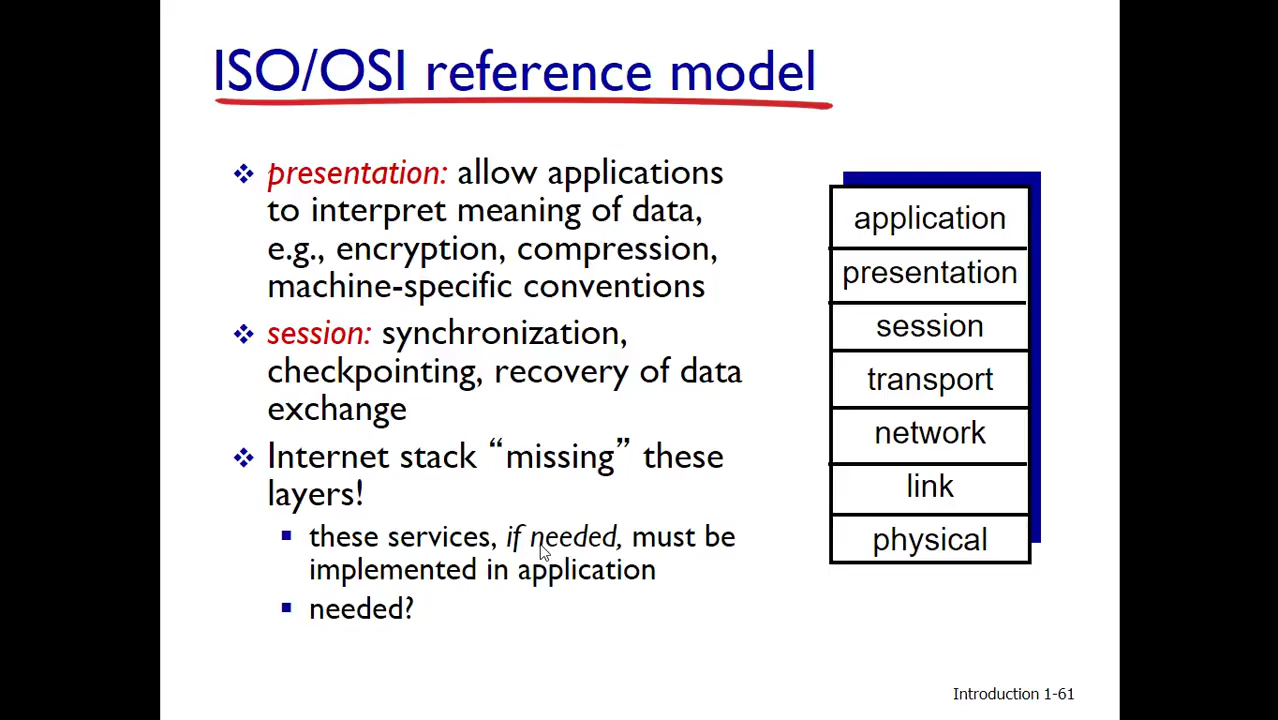 ISO/OSI reference model
presentation: allow applications
to interpret meaning of data,
e.g., encryption, compression,
machine-specific conventions
session: synchronization,
checkpointing, recovery of data
exchange
Internet stack “missing” these
layers!
these services, if needed, must be
implemented in application
needed?
application
presentation
session
transport
network
link
physical
Introduction 1-61